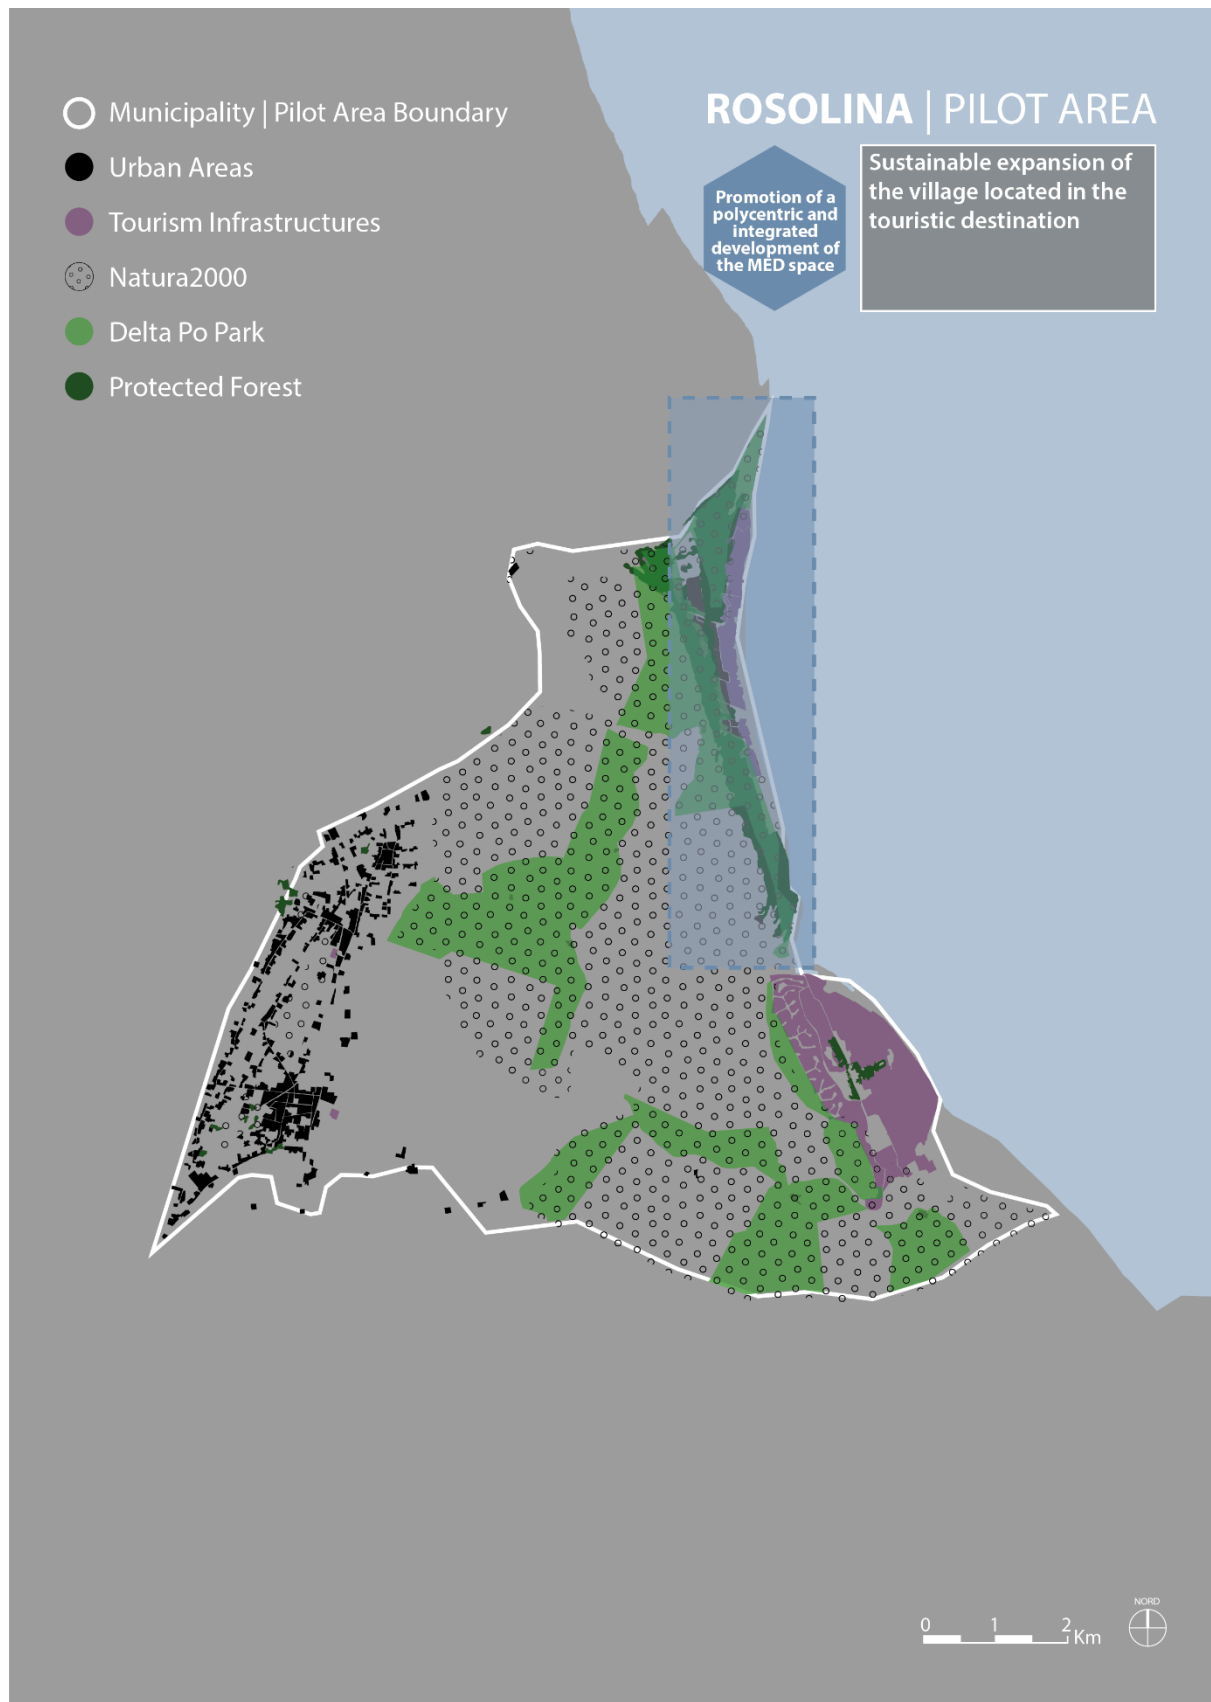 Municipality | Pilot Area Boundary
Urban Areas
Tourism Infrastructures
Natura2000
Delta Po Park
Protected Forest
ROSOLINA | PILOT AREA
Promotion of a
polycentric and
integrated
development of
the MED space
Sustainable expansion of
the village located in the
touristic destination
NORD
0 1 2 Km